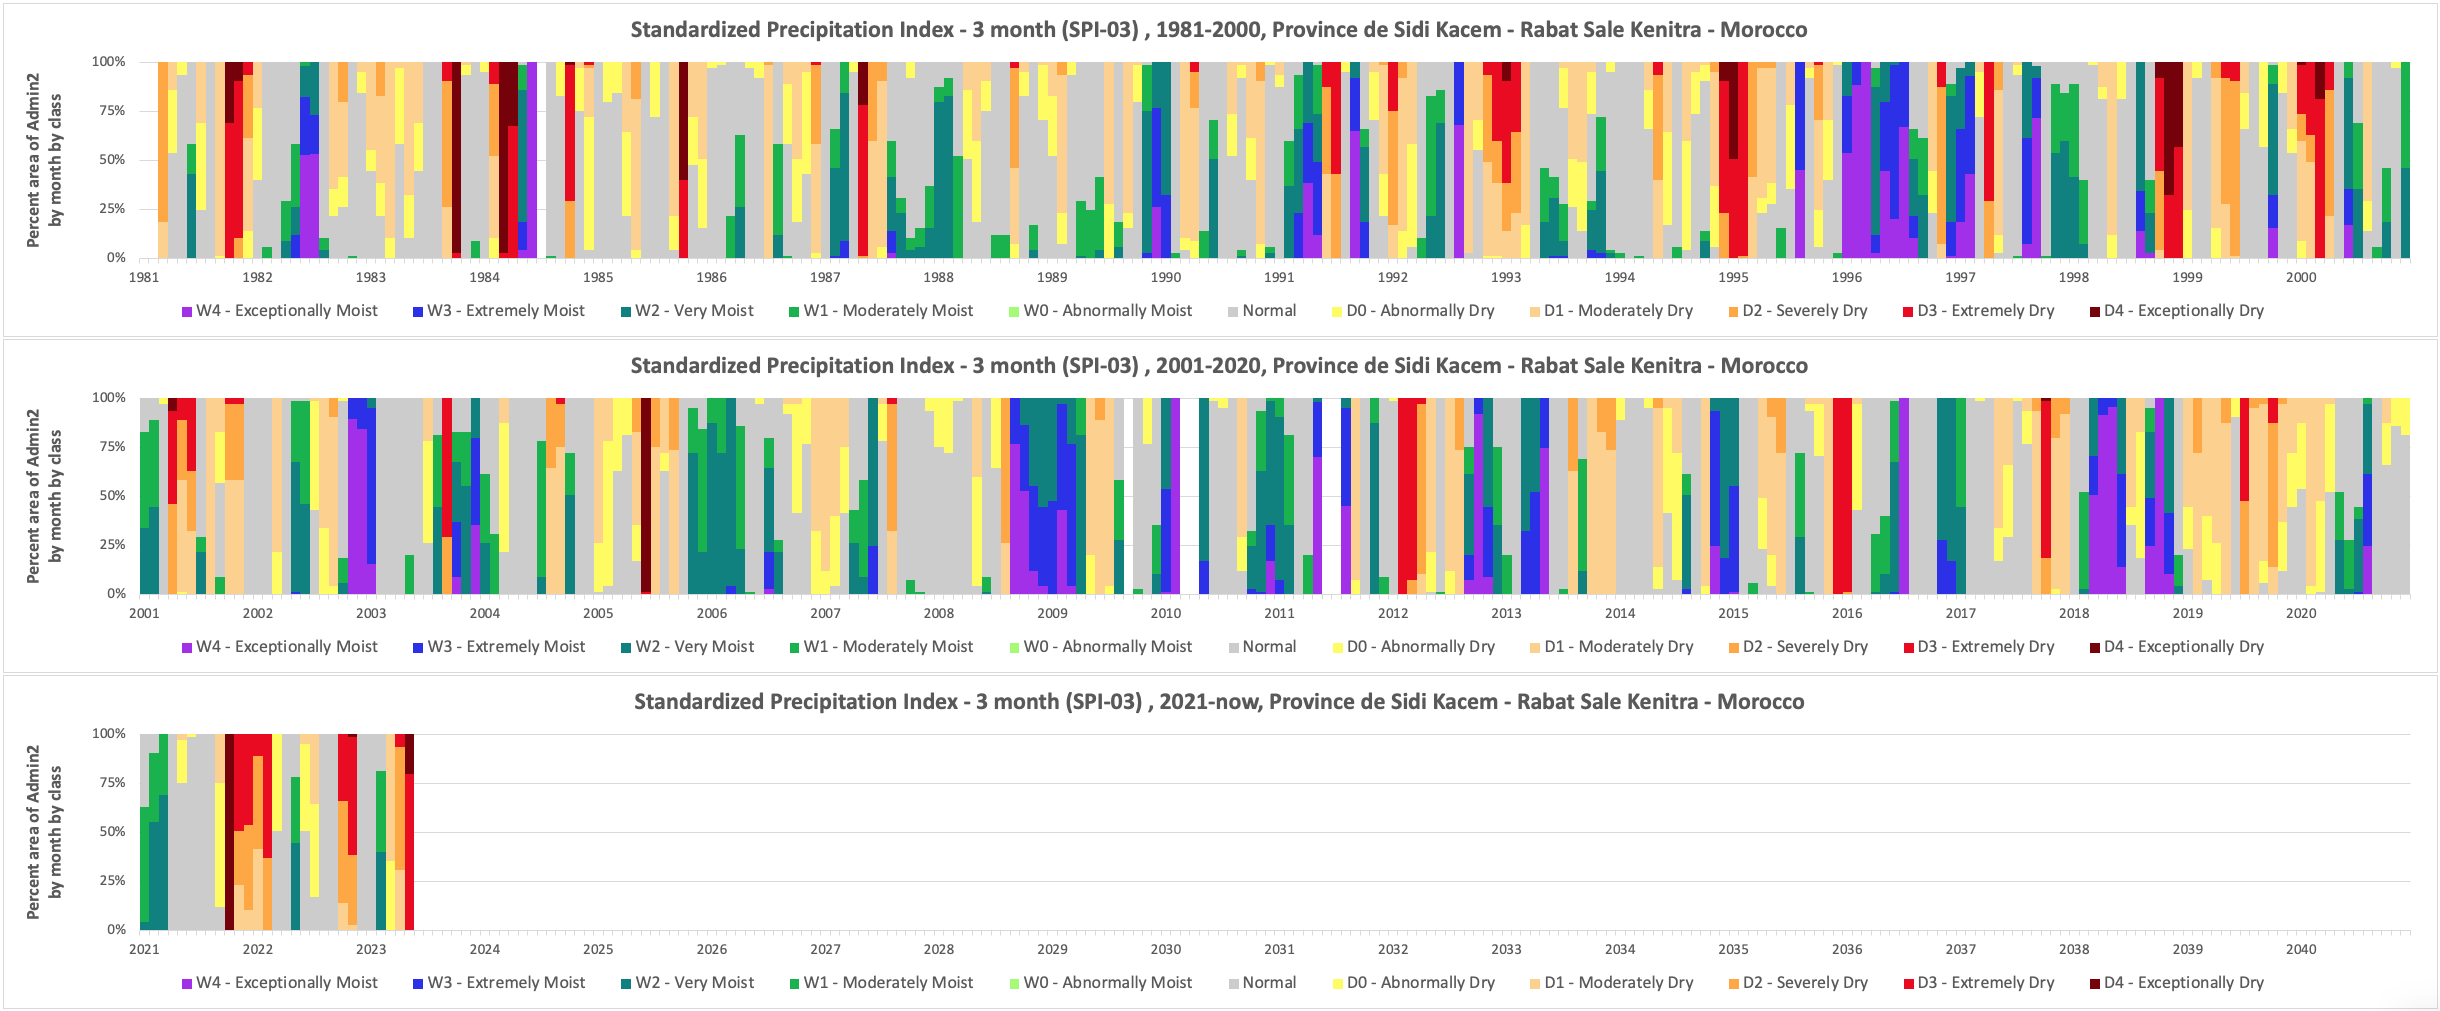 Standardized Precipitation Index - 3 month (SPI-03) , 1981-2000, Province de Sidi Kacem - Rabat Sale Kenitra - Morocco
Percent area of Admin2
by month by class
100%
75%
50%
25%
0%
1981 1982 1983 1984 1985 1986 1987 1988 1989 1990 1991 1992 1993 1994 1995 1996 1997 1998 1999 2000
W4 - Exceptionally Moist W3 - Extremely Moist W2 - Very Moist W1 - Moderately Moist W0 - Abnormally Moist Normal D0 - Abnormally Dry D1 - Moderately Dry D2 - Severely Dry D3 - Extremely Dry D4 - Exceptionally Dry
Standardized Precipitation Index - 3 month (SPI-03) , 2001-2020, Province de Sidi Kacem - Rabat Sale Kenitra - Morocco
Percent area of Admin2
by month by class
100%
75%
50%
25%
0%
2001 2002 2003 2004 2005 2006 2007 2008 2009 2010 2011 2012 2013 2014 2015 2016 2017 2018 2019 2020
W4 - Exceptionally Moist W3 - Extremely Moist W2 - Very Moist W1 - Moderately Moist W0 - Abnormally Moist Normal D0 - Abnormally Dry D1 - Moderately Dry D2 - Severely Dry D3 - Extremely Dry D4 - Exceptionally Dry
Standardized Precipitation Index - 3 month (SPI-03) , 2021-now, Province de Sidi Kacem - Rabat Sale Kenitra - Morocco
Percent area of Admin2
by month by class
100%
75%
50%
25%
0%
2021 2022 2023 2024 2025 2026 2027 2028 2029 2030 2031 2032 2033 2034 2035 2036 2037 2038 2039 2040
W4 - Exceptionally Moist W3 - Extremely Moist W2 - Very Moist W1 - Moderately Moist W0 - Abnormally Moist Normal D0 - Abnormally Dry D1 - Moderately Dry D2 - Severely Dry D3 - Extremely Dry D4 - Exceptionally Dry